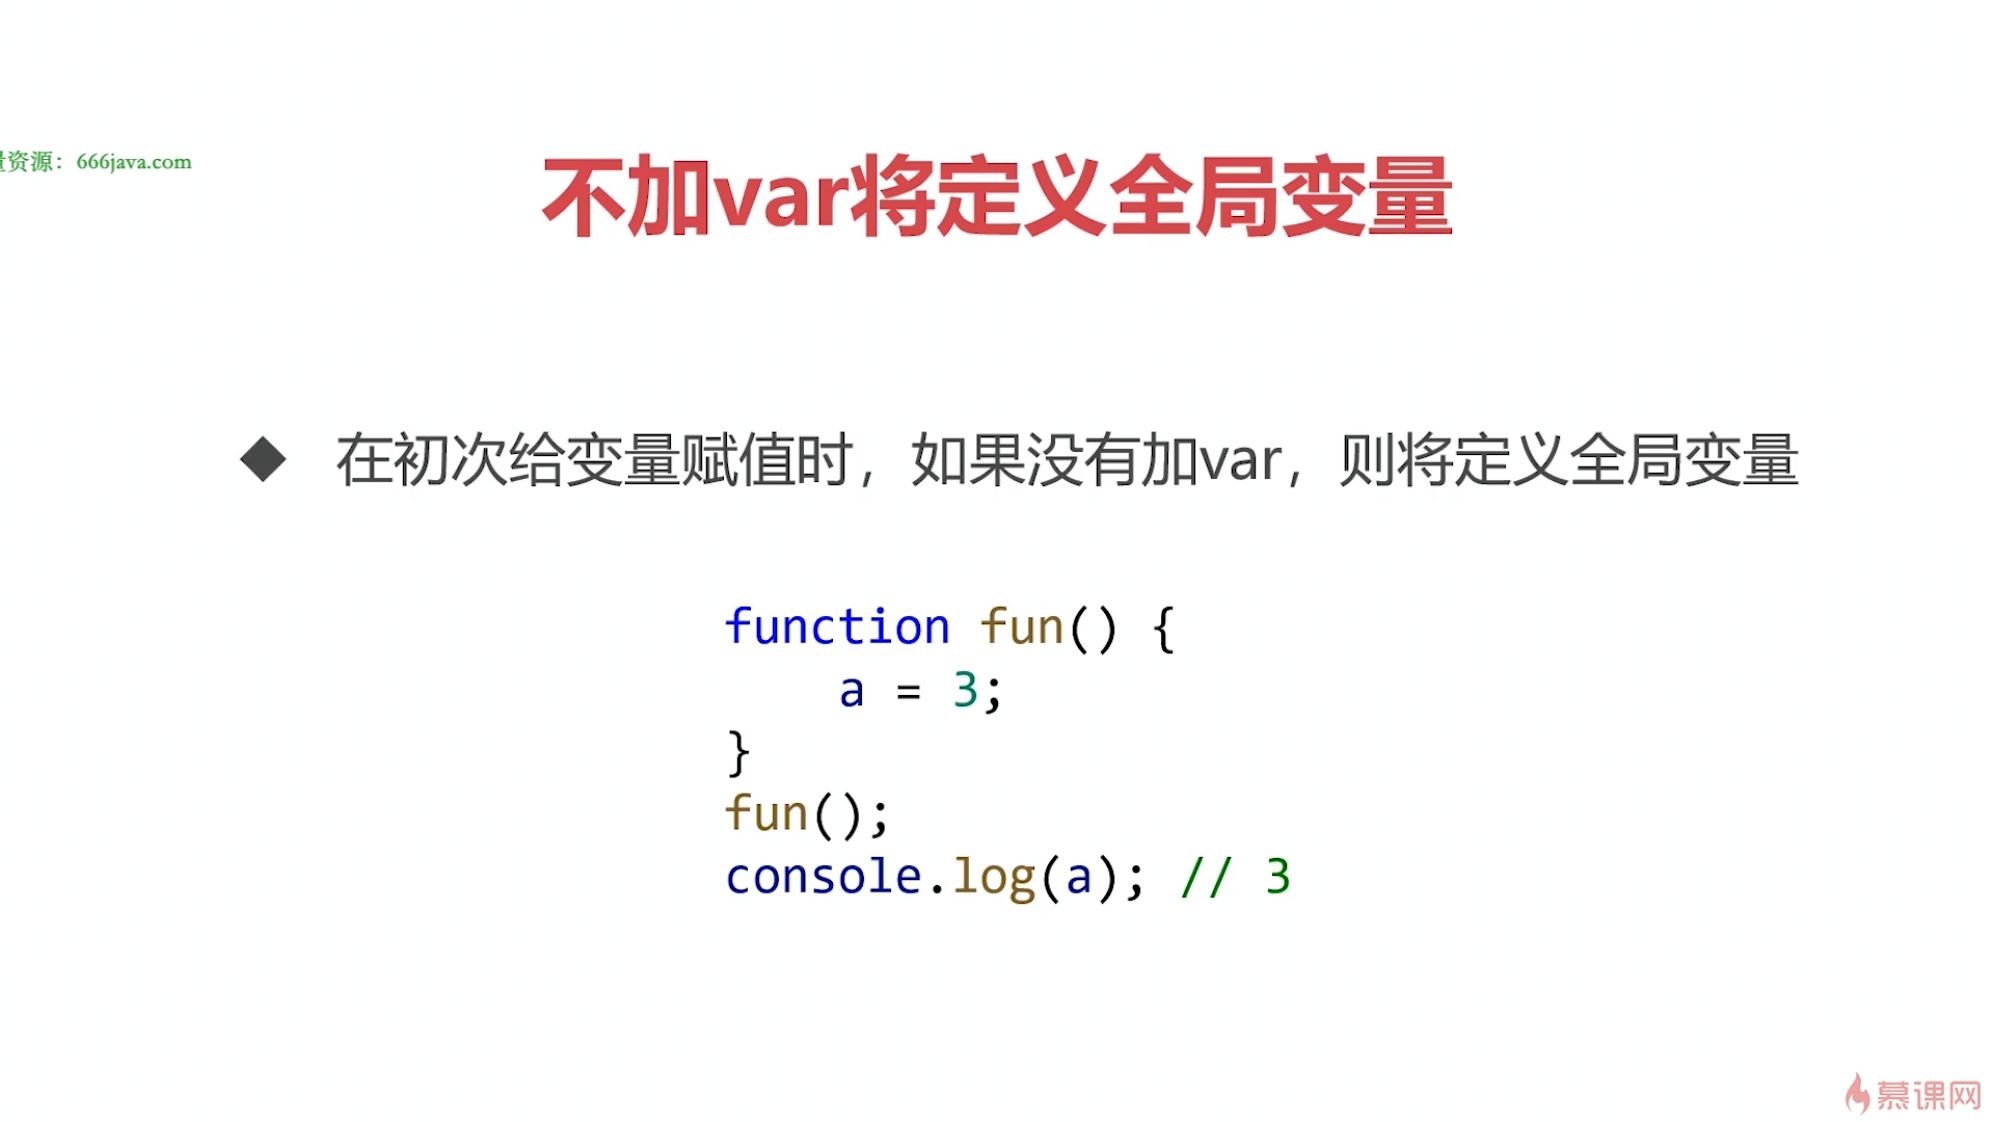 量资源：666java.com
不加var将定义全局变量
◆ 在初次给变量赋值时，如果没有加var，则将定义全局变量
function fun() {
    a = 3;
}
fun();
console.log(a); // 3
慕课网